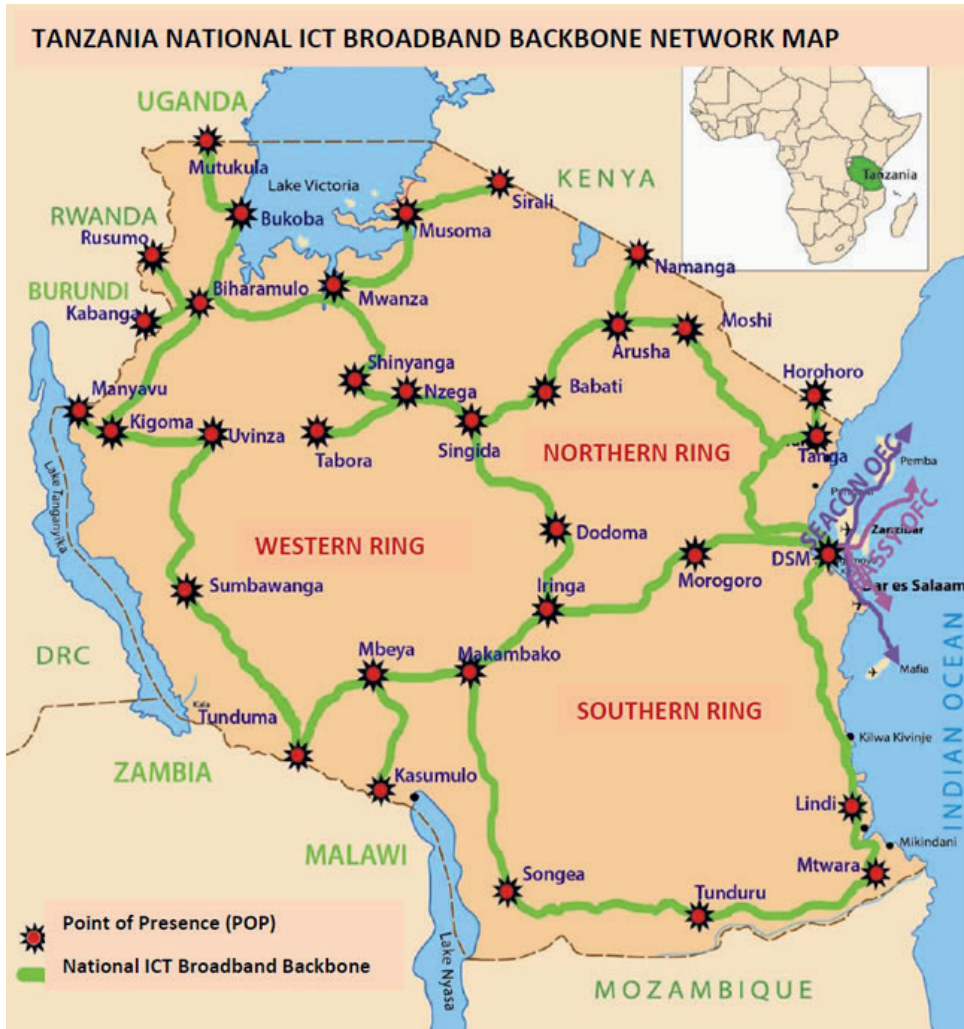 TANZANIA NATIONAL ICT BROADBAND BACKBONE NETWORK MAP
UGANDA
Mutukula
Lake Victoria
KENYA
Tanzania
Sirali
RWANDA
Rusumo
Bukoba
Musoma
Namanga
BURUNDI
Kabanga
Biharamulo
Mwanza
Arusha
Moshi
Shinyanga
Horohoro
Manyavu
Nzega
Babati
Kigoma
Uvinza
Tabora
Singida
NORTHERN RING
Tanga
Pemba
SEACON OFC
Lake Tanganyika
WESTERN RING
Dodoma
Zanzibar
DSM
EASSY OFC
Morogoro
Sumbawanga
Iringa
Dar es Salaam
DRC
Mbeya
Makambako
Mafia
Kala
Tunduma
SOUTHERN RING
INDIAN OCEAN
Kilwa Kivinje
ZAMBIA
Kasumulo
Lindi
MALAWI
Mikindani
Songea
Tunduru
Mtwara
Point of Presence (POP)
National ICT Broadband Backbone
Lake Nyasa
MOZAMBIQUE